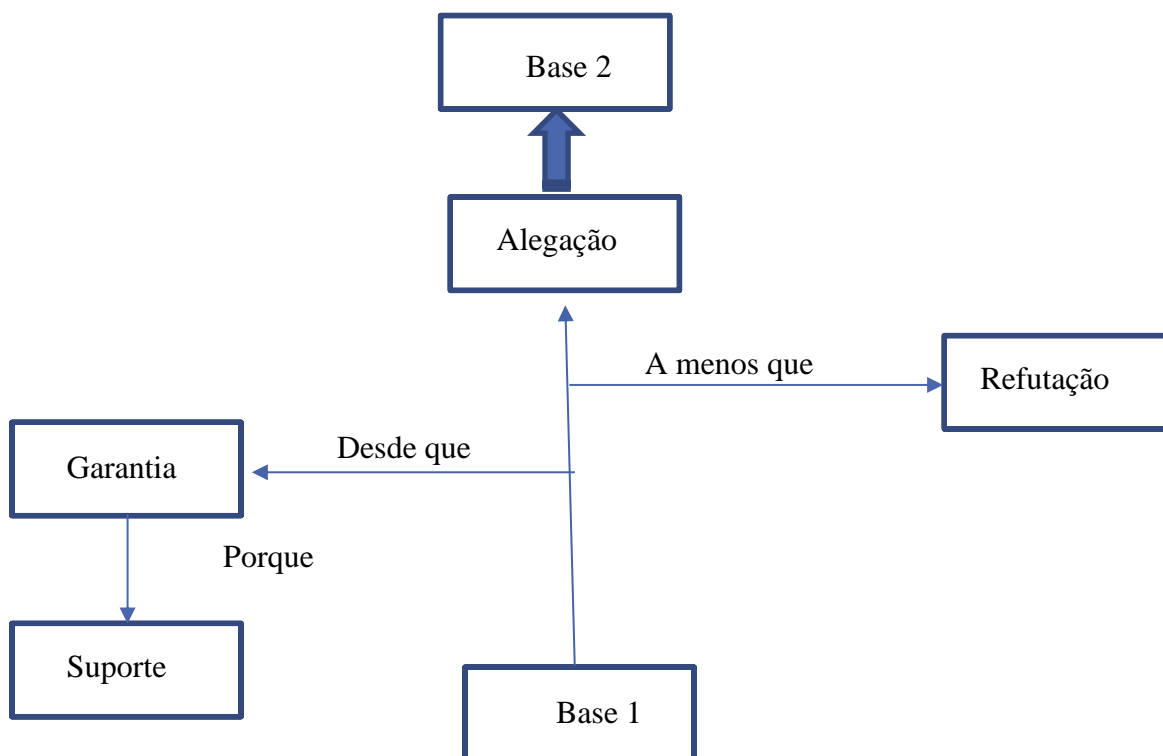 Base 2
Alegação
A menos que
Refutação
Desde que
Garantia
Porque
Suporte
Base 1